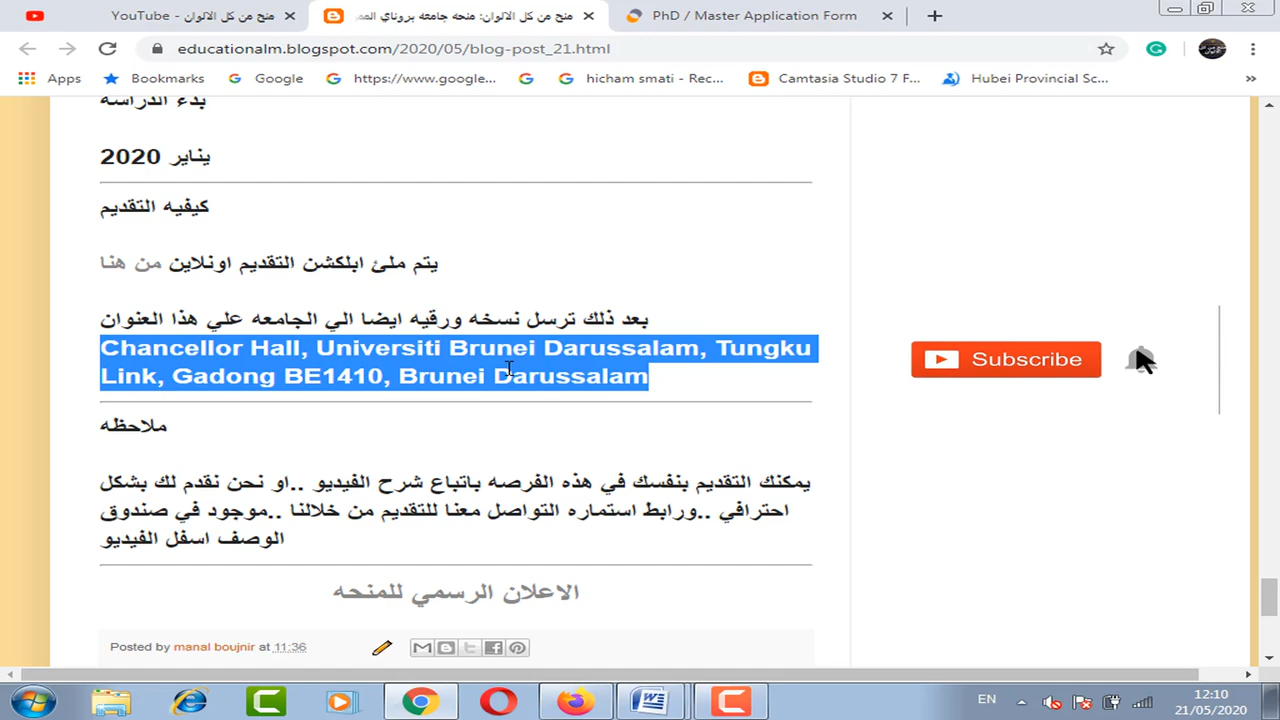 منح من كل الالوان - YouTube
منح من كل الالوان: منحه جامعه بروناي المم
PhD / Master Application Form
educationalm.blogspot.com/2020/05/blog-post_21.html
Apps
Bookmarks
Google
https://www.google...
hicham smati - Rec...
Camtasia Studio 7 F...
Hubei Provincial Sc...
»
بدء الدراسه
يناير 2020
كيفيه التقديم
يتم ملئ ابلكشن التقديم اونلاين من هنا
بعد ذلك ترسل نسخه ورقيه ايضا الي الجامعه علي هذا العنوان
Chancellor Hall, Universiti Brunei Darussalam, Tungku
Link, Gadong BE1410, Brunei Darussalam
Subscribe
ملاحظه
يمكنك التقديم بنفسك في هذه الفرصه باتباع شرح الفيديو ..او نحن نقدم لك بشكل
احترافي ..ورابط استماره التواصل معنا للتقديم من خلالنا ..موجود في صندوق
الوصف اسفل الفيديو
الاعلان الرسمي للمنحه
Posted by manal boujnir at 11:36
EN
12:10
21/05/2020